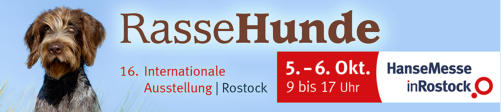 RasseHunde
16. Internationale
Ausstellung | Rostock
5.–6. Okt.
9 bis 17 Uhr
HanseMesse
inRostock